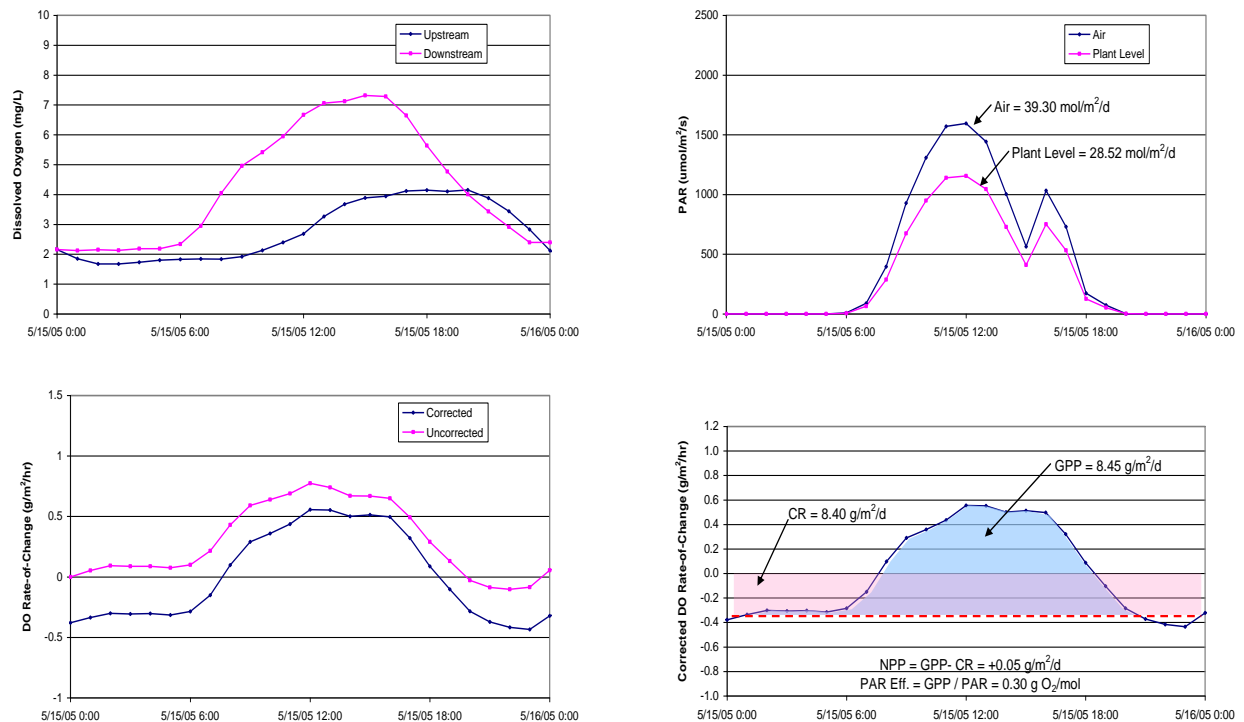 10
9
8
7
6
5
4
3
2
1
0
Dissolved Oxygen (mg/L)
Upstream
Downstream
5/15/05 0:00 5/15/05 6:00 5/15/05 12:00 5/15/05 18:00 5/16/05 0:00
2500
2000
1500
1000
500
0
PAR (umol/m²/s)
Air
Plant Level
Air = 39.30 mol/m²/d
Plant Level = 28.52 mol/m²/d
5/15/05 0:00 5/15/05 6:00 5/15/05 12:00 5/15/05 18:00 5/16/05 0:00
1.5
1
0.5
0
-0.5
-1
DO Rate-of-Change (g/m²/hr)
Corrected
Uncorrected
5/15/05 0:00 5/15/05 6:00 5/15/05 12:00 5/15/05 18:00 5/16/05 0:00
1.2
1.0
0.8
0.6
0.4
0.2
0.0
-0.2
-0.4
-0.6
-0.8
-1.0
Corrected DO Rate-of-Change (g/m²/hr)
GPP = 8.45 g/m²/d
CR = 8.40 g/m²/d
NPP = GPP- CR = +0.05 g/m²/d
PAR Eff. = GPP / PAR = 0.30 g O₂/mol
5/15/05 0:00 5/15/05 6:00 5/15/05 12:00 5/15/05 18:00 5/16/05 0:00